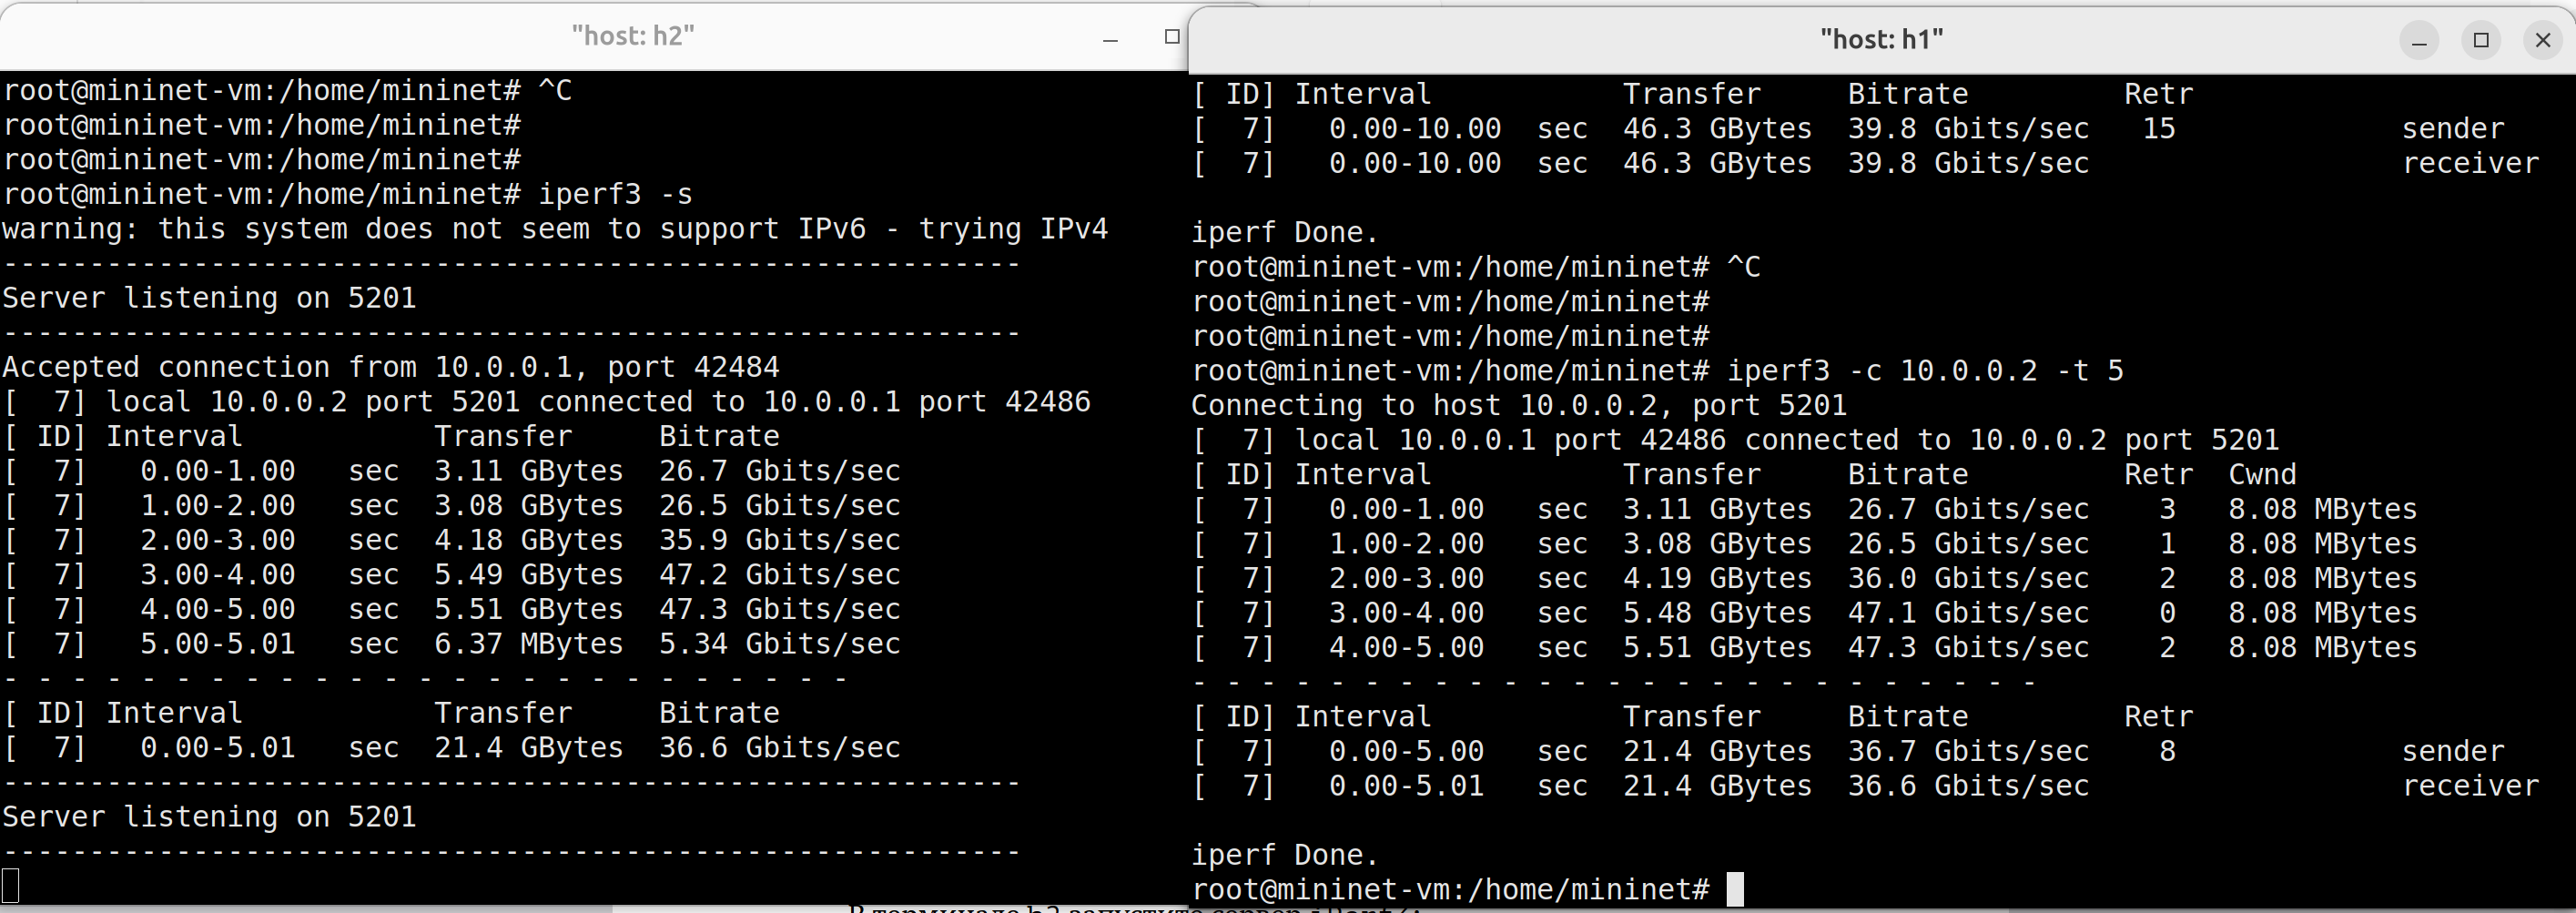 "host: h2"
root@mininet-vm:/home/mininet# ^C
root@mininet-vm:/home/mininet#
root@mininet-vm:/home/mininet#
root@mininet-vm:/home/mininet# iperf3 -s
warning: this system does not seem to support IPv6 - trying IPv4
-----------------------------------------------------------
Server listening on 5201
-----------------------------------------------------------
Accepted connection from 10.0.0.1, port 42484
[  7] local 10.0.0.2 port 5201 connected to 10.0.0.1 port 42486
[ ID] Interval           Transfer     Bitrate
[  7]   0.00-1.00   sec  3.11 GBytes  26.7 Gbits/sec
[  7]   1.00-2.00   sec  3.08 GBytes  26.5 Gbits/sec
[  7]   2.00-3.00   sec  4.18 GBytes  35.9 Gbits/sec
[  7]   3.00-4.00   sec  5.49 GBytes  47.2 Gbits/sec
[  7]   4.00-5.00   sec  5.51 GBytes  47.3 Gbits/sec
[  7]   5.00-5.01   sec  6.37 MBytes  5.34 Gbits/sec
- - - - - - - - - - - - - - - - - - - - - - - - -
[ ID] Interval           Transfer     Bitrate
[  7]   0.00-5.01   sec  21.4 GBytes  36.6 Gbits/sec
-----------------------------------------------------------
Server listening on 5201
-----------------------------------------------------------
"host: h1"
[ ID] Interval           Transfer     Bitrate         Retr
[  7]   0.00-10.00  sec  46.3 GBytes  39.8 Gbits/sec   15             sender
[  7]   0.00-10.00  sec  46.3 GBytes  39.8 Gbits/sec                  receiver
iperf Done.
root@mininet-vm:/home/mininet# ^C
root@mininet-vm:/home/mininet#
root@mininet-vm:/home/mininet#
root@mininet-vm:/home/mininet# iperf3 -c 10.0.0.2 -t 5
Connecting to host 10.0.0.2, port 5201
[  7] local 10.0.0.1 port 42486 connected to 10.0.0.2 port 5201
[ ID] Interval           Transfer     Bitrate         Retr  Cwnd
[  7]   0.00-1.00   sec  3.11 GBytes  26.7 Gbits/sec    3   8.08 MBytes
[  7]   1.00-2.00   sec  3.08 GBytes  26.5 Gbits/sec    1   8.08 MBytes
[  7]   2.00-3.00   sec  4.19 GBytes  36.0 Gbits/sec    2   8.08 MBytes
[  7]   3.00-4.00   sec  5.48 GBytes  47.1 Gbits/sec    0   8.08 MBytes
[  7]   4.00-5.00   sec  5.51 GBytes  47.3 Gbits/sec    2   8.08 MBytes
- - - - - - - - - - - - - - - - - - - - - - - - -
[ ID] Interval           Transfer     Bitrate         Retr
[  7]   0.00-5.00   sec  21.4 GBytes  36.7 Gbits/sec    8             sender
[  7]   0.00-5.01   sec  21.4 GBytes  36.6 Gbits/sec                  receiver
iperf Done.
root@mininet-vm:/home/mininet#